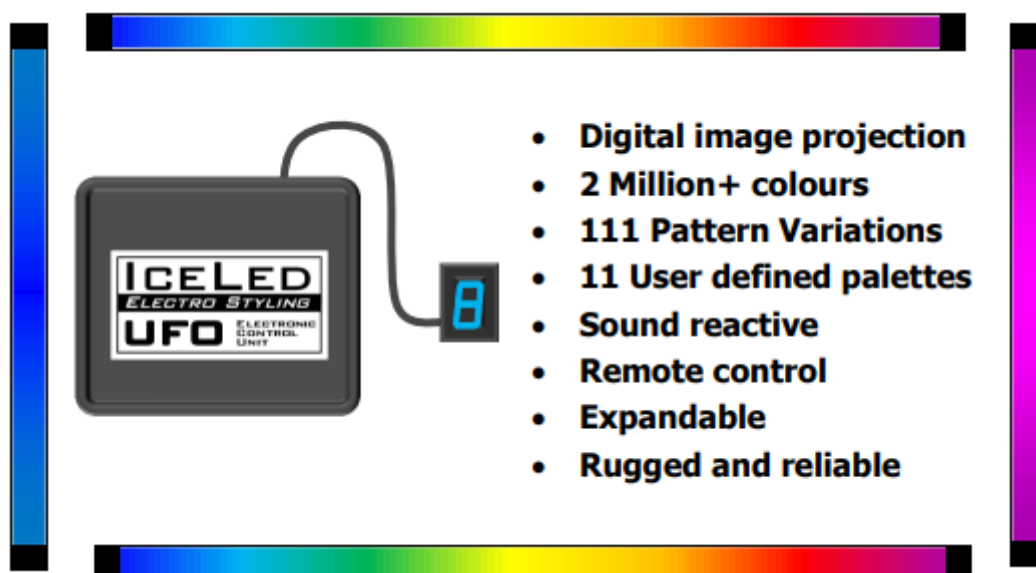 ICELED
ELECTRO STYLING
UFO ELECTRONIC
CONTROL
UNIT
8
• Digital image projection
• 2 Million+ colours
• 111 Pattern Variations
• 11 User defined palettes
• Sound reactive
• Remote control
• Expandable
• Rugged and reliable